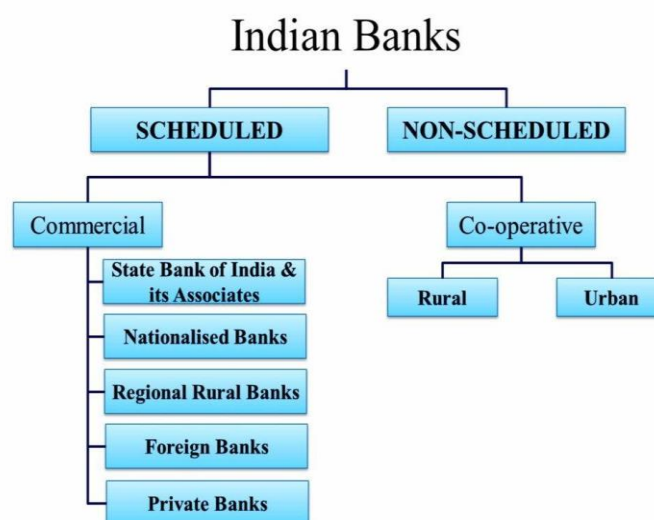 Indian Banks
SCHEDULED
NON-SCHEDULED
Commercial
Co-operative
State Bank of India &
its Associates
Rural
Urban
Nationalised Banks
Regional Rural Banks
Foreign Banks
Private Banks